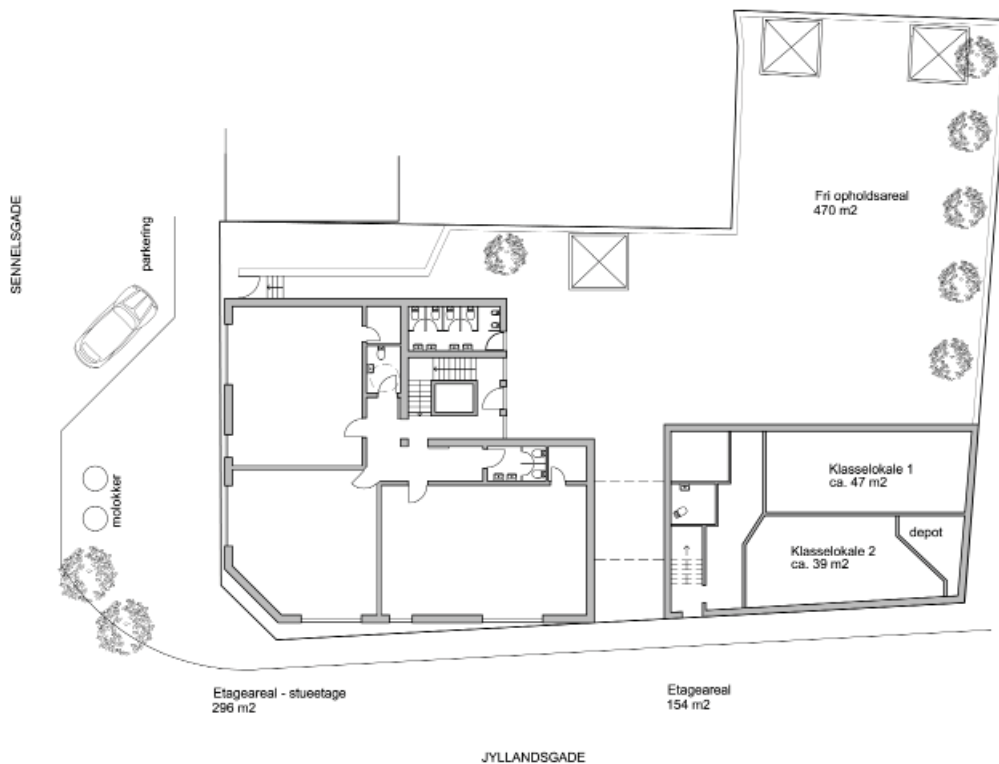 SENNELSGADE
parkering
Fri opholdsareal
470 m2
molokker
Klasselokale 1
ca. 47 m2
Klasselokale 2
ca. 39 m2
depot
Etageareal - stueetage
296 m2
Etageareal
154 m2
JYLLANDSGADE